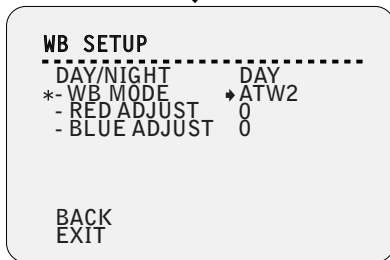 WB SETUP
DAY/NIGHT DAY
*- WB MODE ATW2
- RED ADJUST 0
- BLUE ADJUST 0
BACK
EXIT